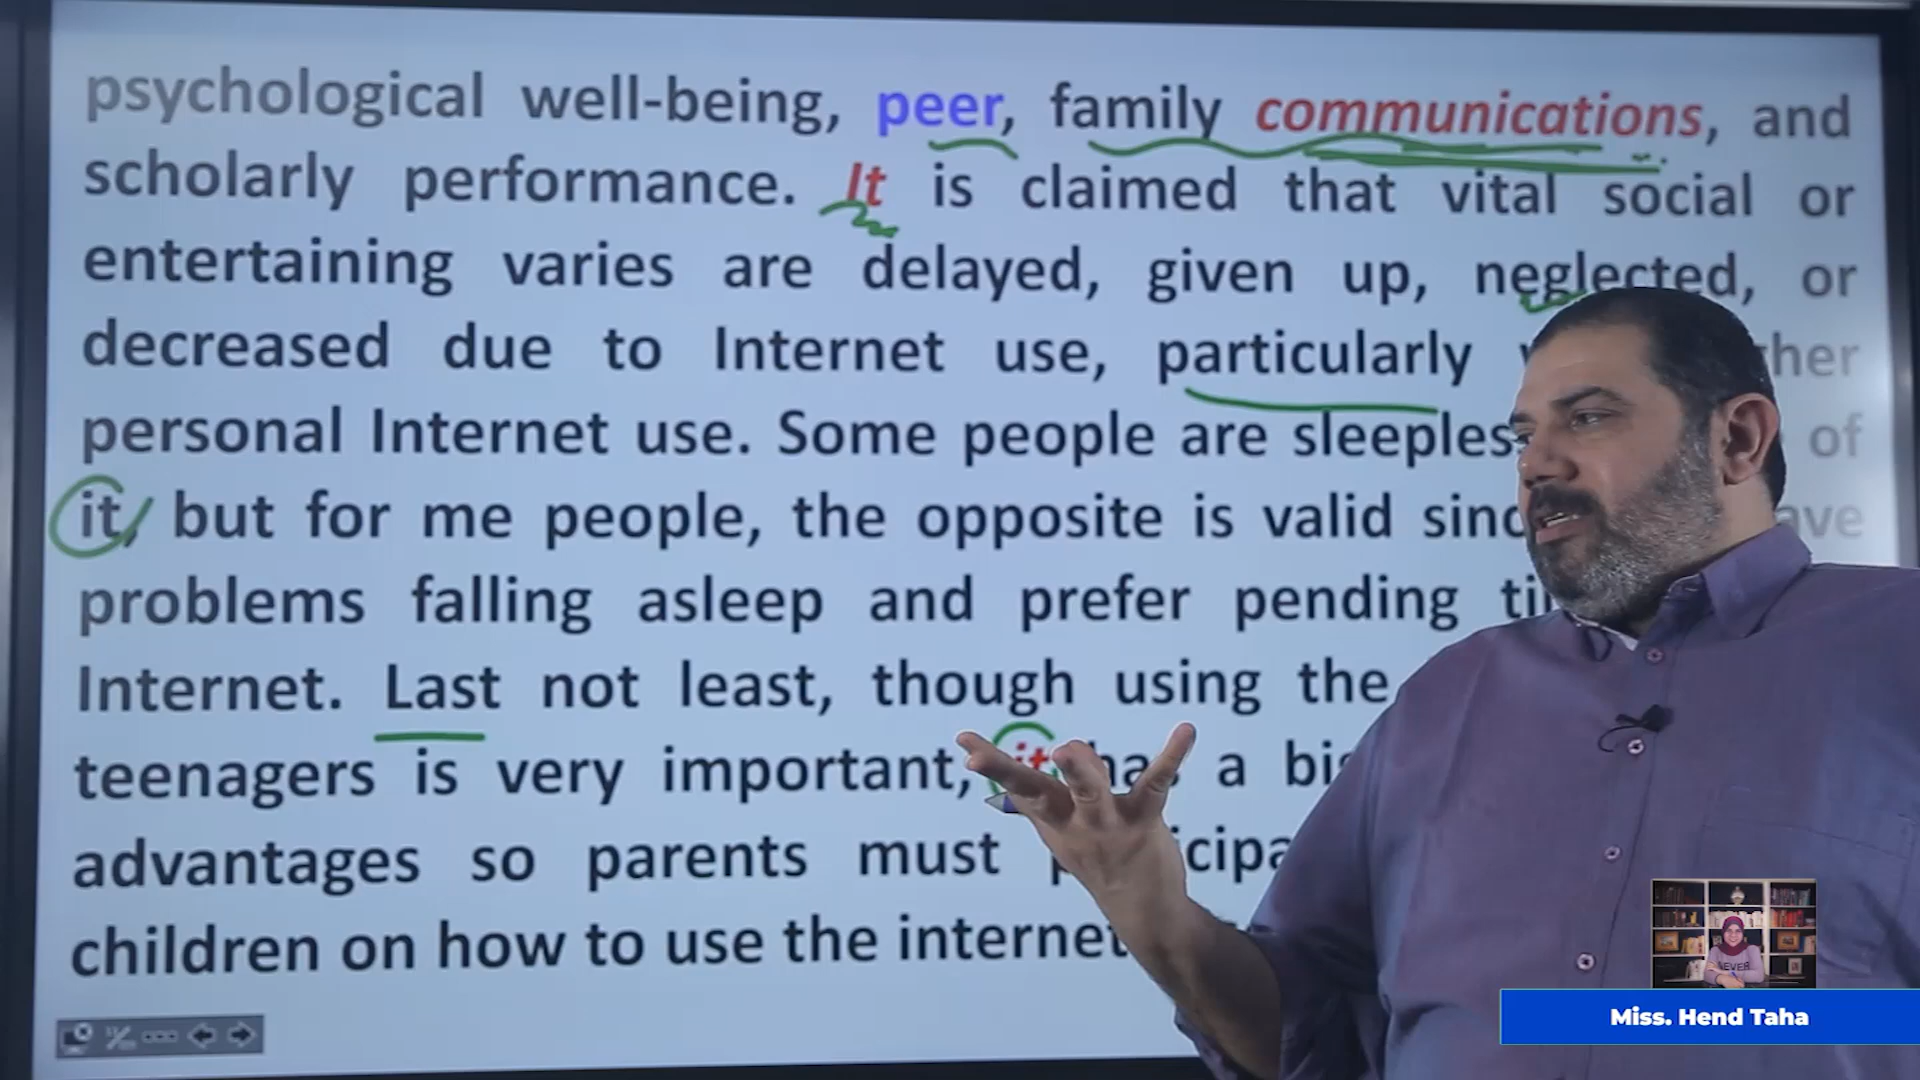 psychological well-being, peer, family communications, and
scholarly performance. It is claimed that vital social or
entertaining varies are delayed, given up, neglected, or
decreased due to Internet use, particularly
personal Internet use. Some people are of
it, but for me people, the opposite is valid
problems falling asleep and prefer pending
Internet. Last not least, though using the
teenagers is very important, it has a
advantages so parents must
children on how to use the internet
Miss. Hend Taha